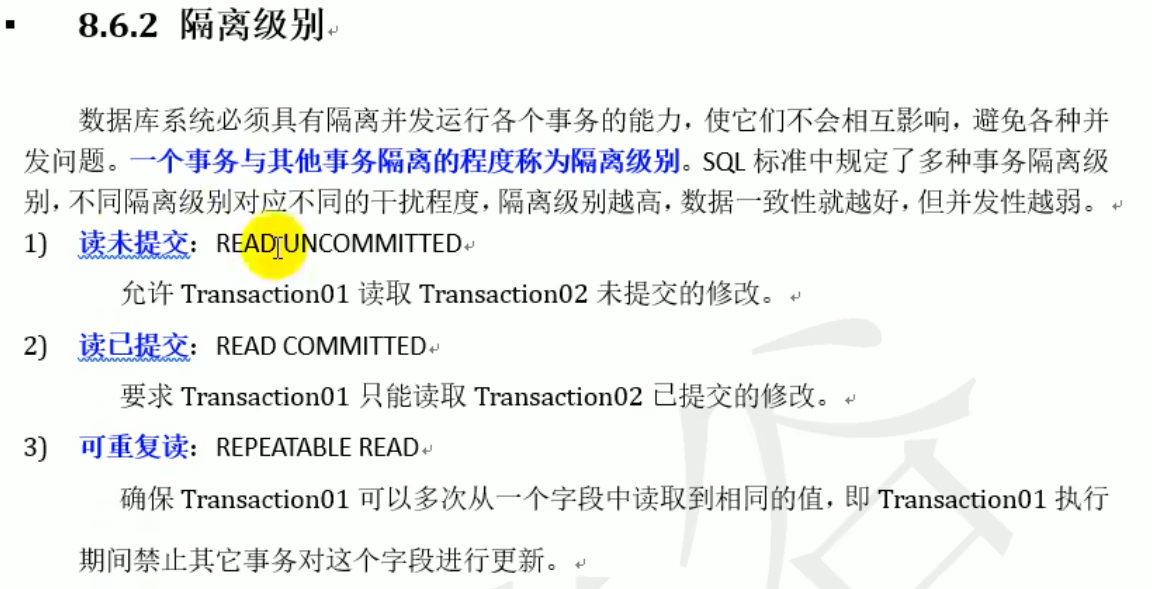 ▪ 8.6.2 隔离级别↵
数据库系统必须具有隔离并发运行各个事务的能力，使它们不会相互影响，避免各种并
发问题。一个事务与其他事务隔离的程度称为隔离级别。SQL 标准中规定了多种事务隔离级
别，不同隔离级别对应不同的干扰程度，隔离级别越高，数据一致性就越好，但并发性越弱。↵
1) 读未提交：READ UNCOMMITTED↵
允许 Transaction01 读取 Transaction02 未提交的修改。↵
2) 读已提交：READ COMMITTED↵
要求 Transaction01 只能读取 Transaction02 已提交的修改。↵
3) 可重复读：REPEATABLE READ↵
确保 Transaction01 可以多次从一个字段中读取到相同的值，即 Transaction01 执行
期间禁止其它事务对这个字段进行更新。↵